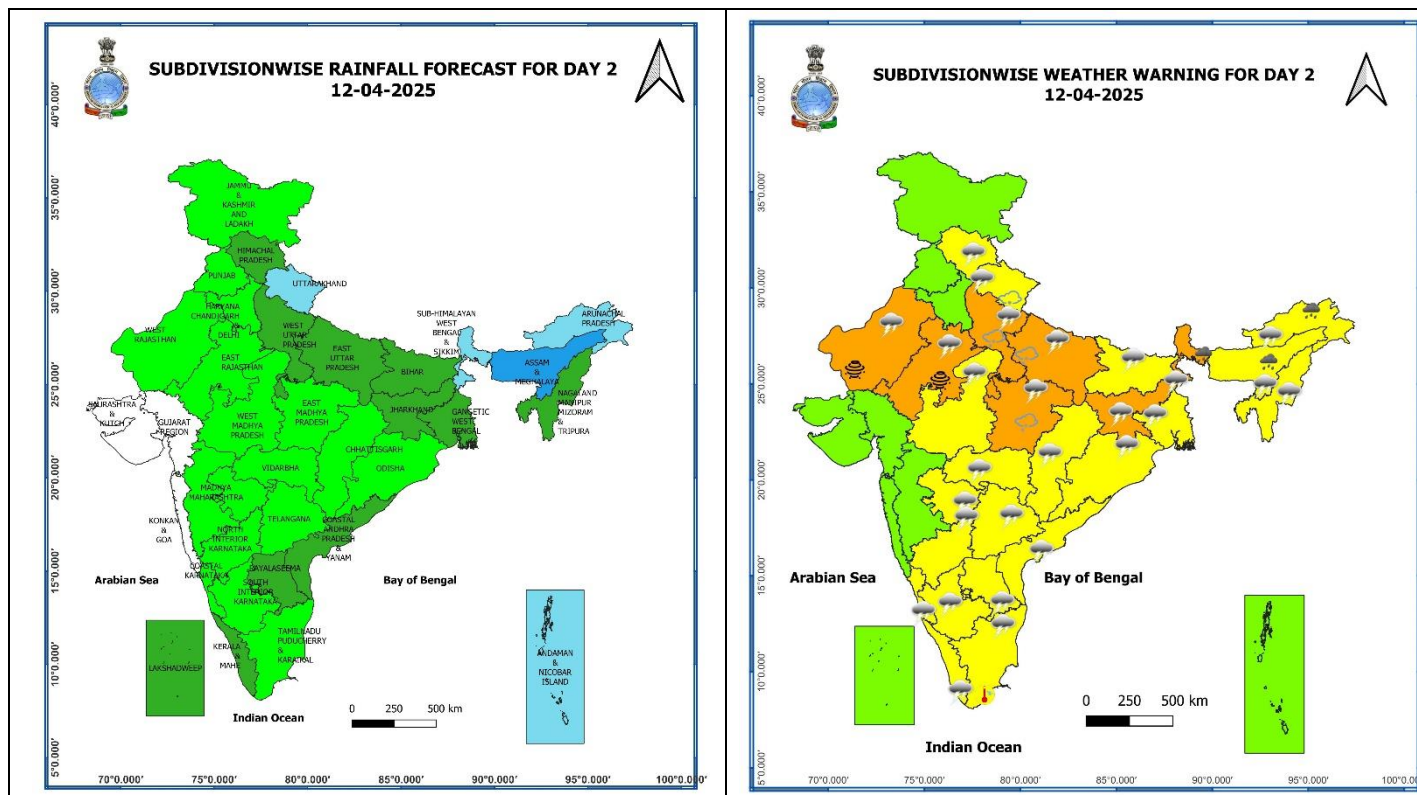 SUBDIVISIONWISE RAINFALL FORECAST FOR DAY 2
12-04-2025
40°0.000'
35°0.000'
30°0.000'
25°0.000'
20°0.000'
15°0.000'
10°0.000'
5°0.000'
JAMMU
&
KASHMIR
AND
LADAKH
HIMACHAL
PRADESH
PUNJAB
UTTARAKHAND
HARYANA
CHANDIGARH
&
DELHI
WEST
RAJASTHAN
EAST
RAJASTHAN
WEST
UTTAR
PRADESH
EAST
UTTAR
PRADESH
SUB-HIMALAYAN
WEST
BENGAL
&
SIKKIM
ARUNACHAL
PRADESH
ASSAM
&
MEGHALAYA
NAGALAND
MANIPUR
MIZORAM
&
TRIPURA
BIHAR
JHARKHAND
GANGETIC
WEST
BENGAL
SAURASHTRA
&
KUTCH
GUJARAT
REGION
WEST
MADHYA
PRADESH
EAST
MADHYA
PRADESH
CHHATTISGARH
ODISHA
VIDARBHA
MADHYA
MAHARASHTRA
KONKAN
&
GOA
TELANGANA
NORTH
INTERIOR
KARNATAKA
COASTAL
ANDHRA
PRADESH
&
YANAM
COASTAL
KARNATAKA
RAYALASEEMA
SOUTH
INTERIOR
KARNATAKA
TAMILNADU
PUDUCHERRY
&
KARAIKAL
KERALA
&
MAHE
LAKSHADWEEP
ANDAMAN
&
NICOBAR
ISLAND
Arabian Sea
Bay of Bengal
Indian Ocean
0 250 500 km
70°0.000' 75°0.000' 80°0.000' 85°0.000' 90°0.000' 95°0.000' 100°0.000'
SUBDIVISIONWISE WEATHER WARNING FOR DAY 2
12-04-2025
40°0.000'
35°0.000'
30°0.000'
25°0.000'
20°0.000'
15°0.000'
10°0.000'
5°0.000'
Arabian Sea
Bay of Bengal
Indian Ocean
0 250 500 km
70°0.000' 75°0.000' 80°0.000' 85°0.000' 90°0.000' 95°0.000'